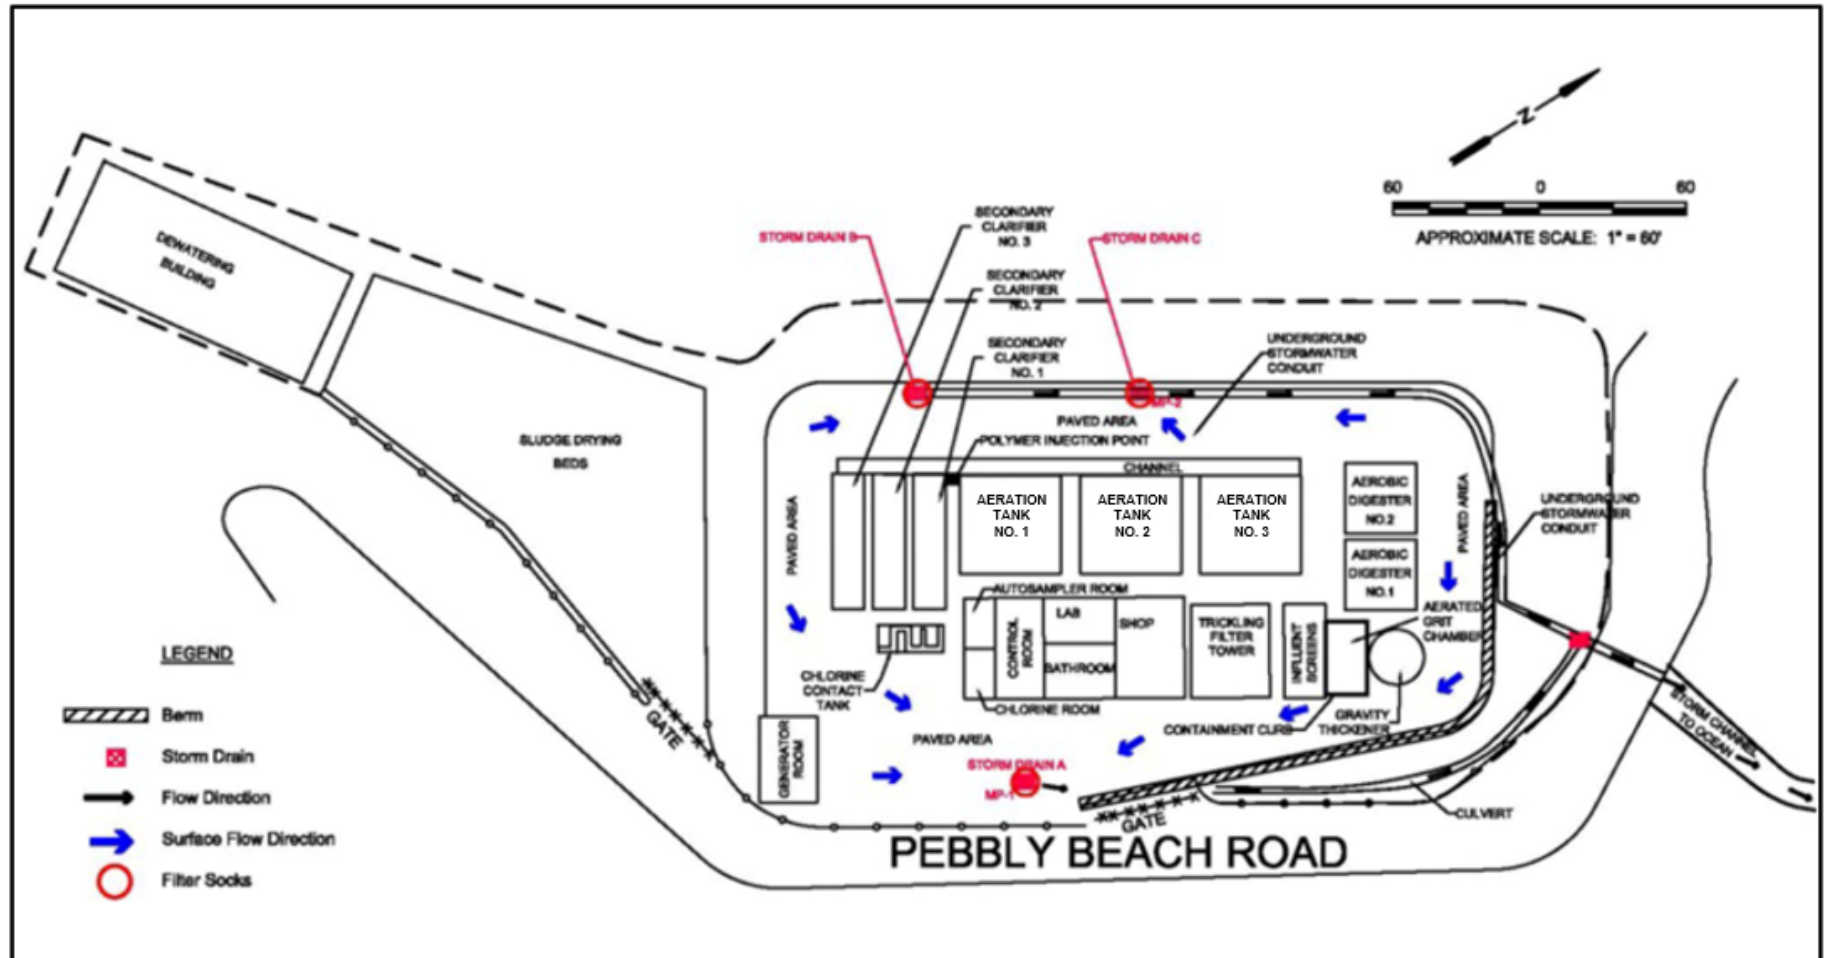 N
60 0 60
APPROXIMATE SCALE: 1" = 60'
SECONDARY
CLARIFIER
NO. 3
STORM DRAIN B
STORM DRAIN C
SECONDARY
CLARIFIER
NO. 2
SECONDARY
CLARIFIER
NO. 1
UNDERGROUND
STORMWATER
CONDUIT
DEWATERING
BUILDING
SLUDGE DRYING
BEDS
MP-2
PAVED AREA
POLYMER INJECTION POINT
CHANNEL
PAVED AREA
AERATION
TANK
NO. 1
AERATION
TANK
NO. 2
AERATION
TANK
NO. 3
AEROBIC
DIGESTER
NO.2
AEROBIC
DIGESTER
NO.1
PAVED AREA
UNDERGROUND
STORMWATER
CONDUIT
AUTOSAMPLER ROOM
CONTROL
ROOM
LAB
BATHROOM
SHOP
TRICKLING
FILTER
TOWER
INFLUENT
SCREENS
AERATED
GRIT
CHAMBER
CHLORINE
CONTACT
TANK
CHLORINE ROOM
CONTAINMENT CURB
GRAVITY
THICKENER
STORM CHANNEL
TO OCEAN
GATE
GENERATOR
ROOM
PAVED AREA
STORM DRAIN A
MP-1
GATE
CULVERT
PEBBLY BEACH ROAD
LEGEND
Berm
Storm Drain
Flow Direction
Surface Flow Direction
Filter Socks